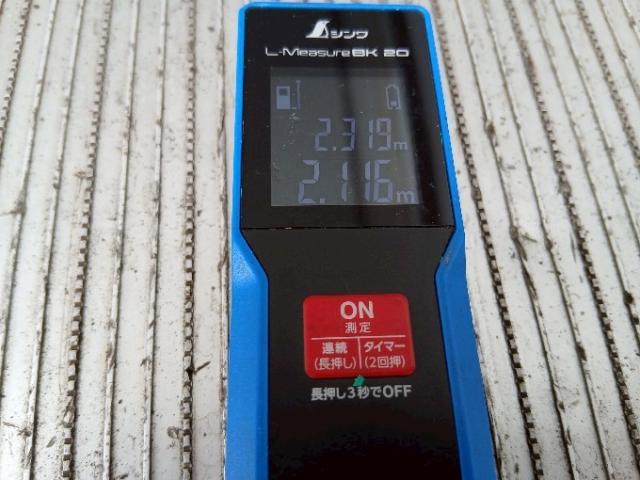 シンワ
L-Measure BK 20
2.319m
2.116m
ON
測定
連続 タイマー
(長押し) (2回押)
長押し3秒でOFF